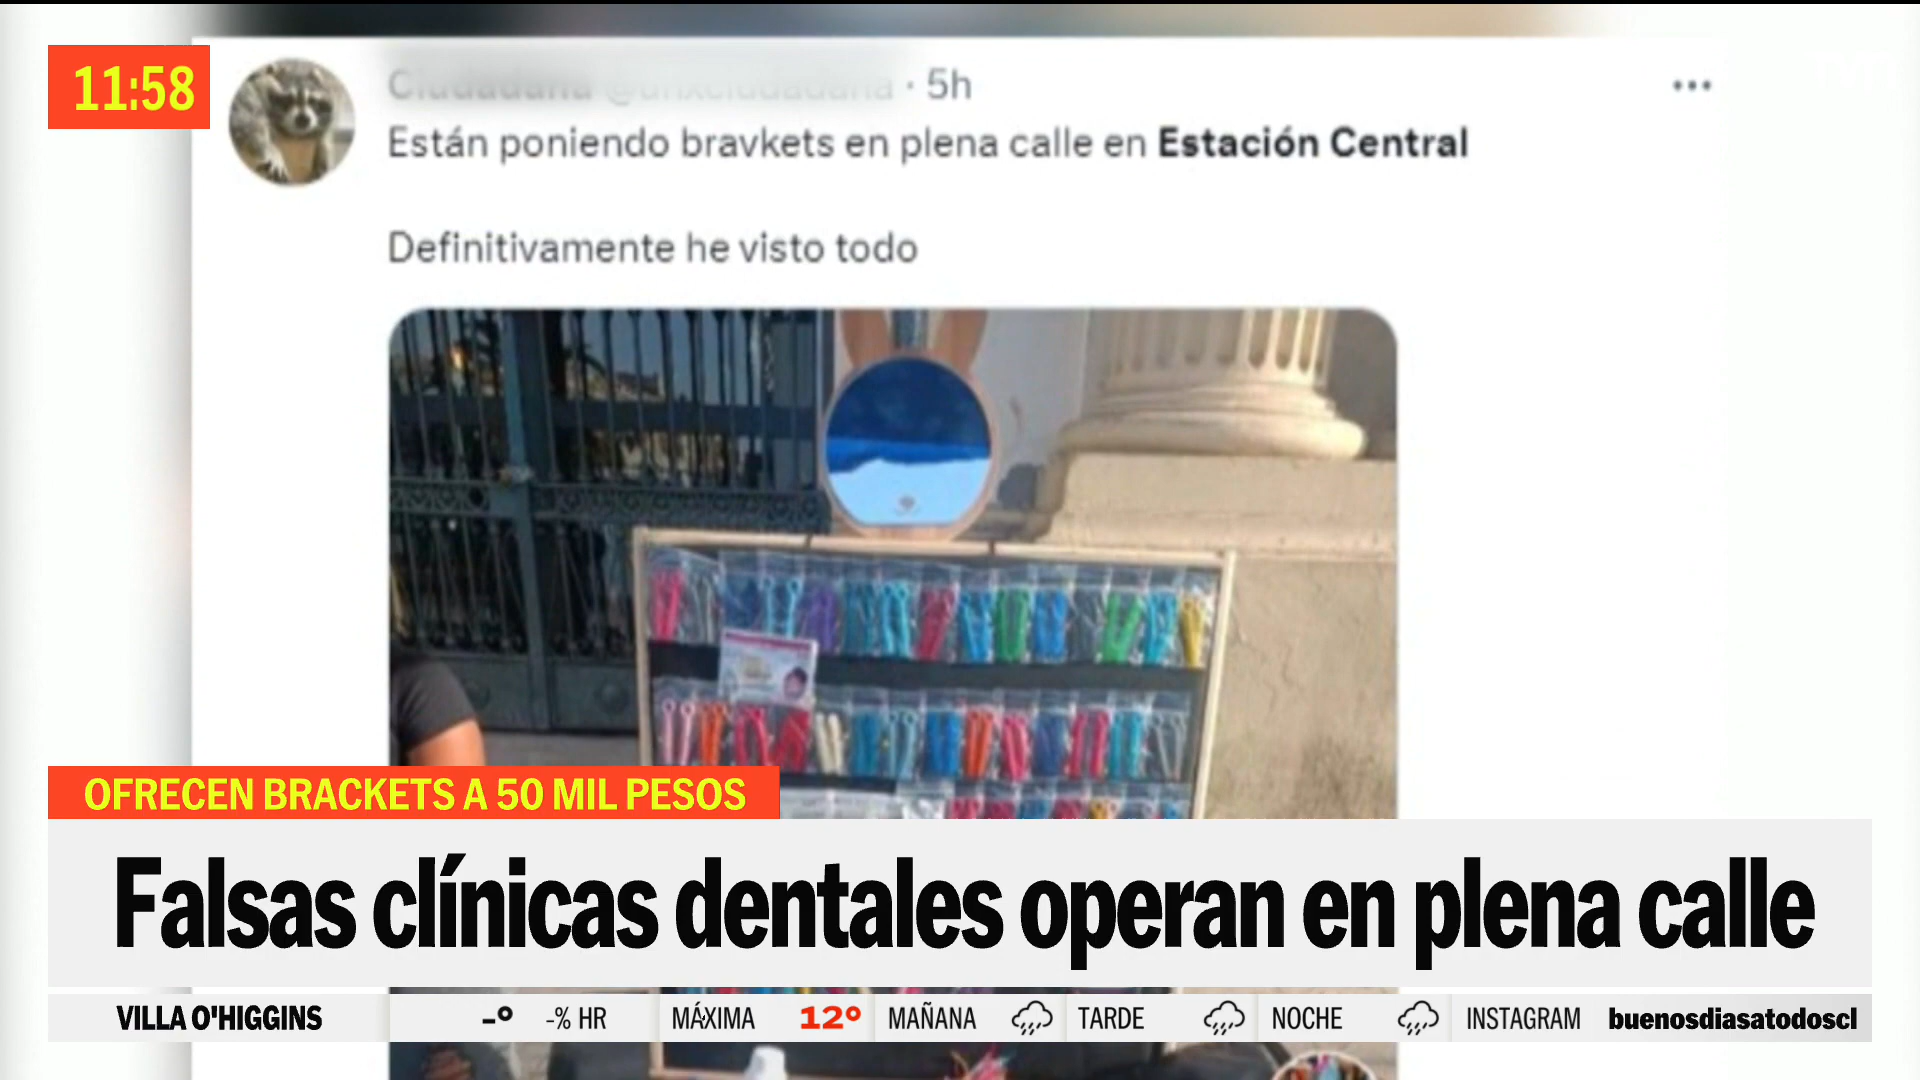 11:58
· 5h
Están poniendo bravkets en plena calle en Estación Central
Definitivamente he visto todo
OFRECEN BRACKETS A 50 MIL PESOS
Falsas clínicas dentales operan en plena calle
VILLA O'HIGGINS -° -% HR MÁXIMA 12° MAÑANA TARDE NOCHE INSTAGRAM buenosdiasatodoscl